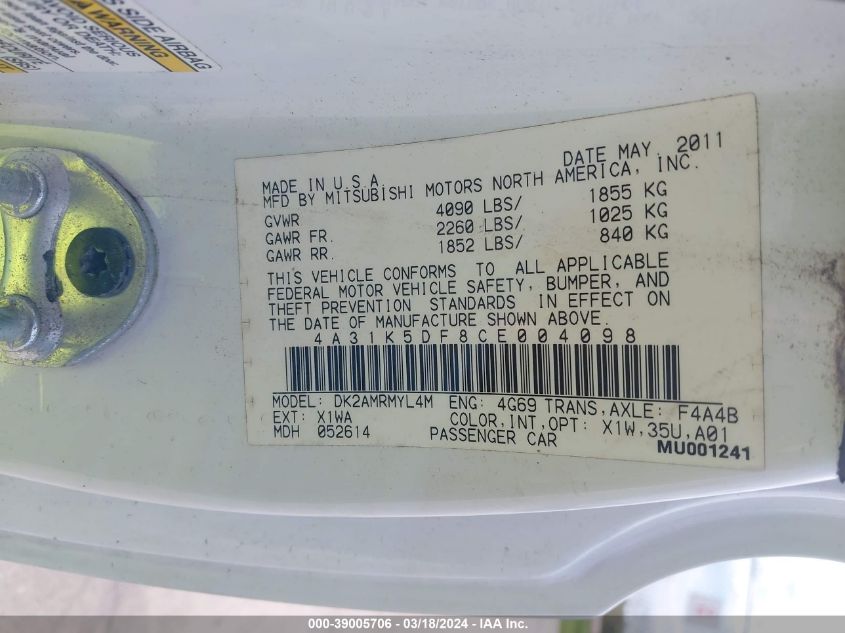 S SIDE AIRBAG
A WARNING
SERIOUS
OR DEATH:
DATE MAY, 2011
MADE IN U.S.A
MFD BY MITSUBISHI MOTORS NORTH AMERICA, INC.
GVWR 4090 LBS/ 1855 KG
GAWR FR. 2260 LBS/ 1025 KG
GAWR RR. 1852 LBS/ 840 KG
THIS VEHICLE CONFORMS TO ALL APPLICABLE
FEDERAL MOTOR VEHICLE SAFETY, BUMPER, AND
THEFT PREVENTION STANDARDS IN EFFECT ON
THE DATE OF MANUFACTURE SHOWN ABOVE.
4A31K5DF8CE004098
MODEL: DK2AMRMYL4M ENG: 4G69 TRANS,AXLE: F4A4B
EXT: X1WA COLOR,INT,OPT: X1W,35U,A01
MDH 052614 PASSENGER CAR
MU001241
000-39005706 - 03/18/2024 - IAA Inc.